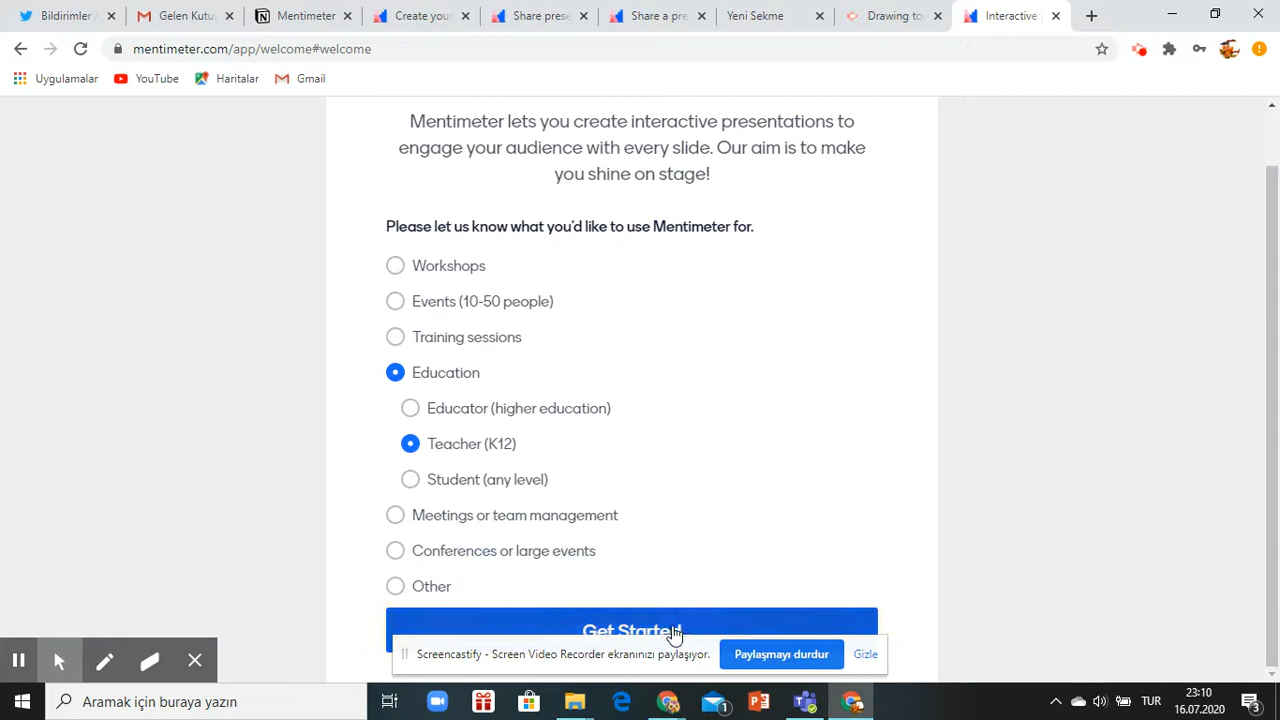 Bildirimler /
Gelen Kutus
Mentimeter
Create your
Share prese
Share a pre
Yeni Sekme
Drawing to
Interactive
mentimeter.com/app/welcome#welcome
Uygulamalar
YouTube
Haritalar
Gmail
Mentimeter lets you create interactive presentations to
engage your audience with every slide. Our aim is to make
you shine on stage!
Please let us know what you'd like to use Mentimeter for.
Workshops
Events (10-50 people)
Training sessions
Education
Educator (higher education)
Teacher (K12)
Student (any level)
Meetings or team management
Conferences or large events
Other
Get Started
Screencastify - Screen Video Recorder ekranınızı paylaşıyor.
Paylaşmayı durdur
Gizle
Aramak için buraya yazın
1
TUR
23:10
16.07.2020
3